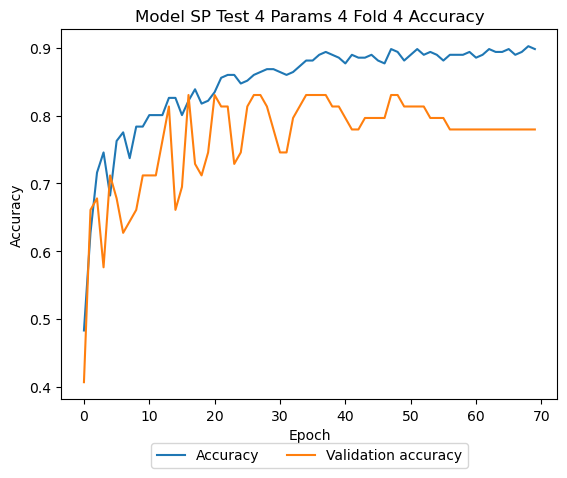 Model SP Test 4 Params 4 Fold 4 Accuracy
Accuracy
0.9
0.8
0.7
0.6
0.5
0.4
0 10 20 30 40 50 60 70
Epoch
Accuracy Validation accuracy